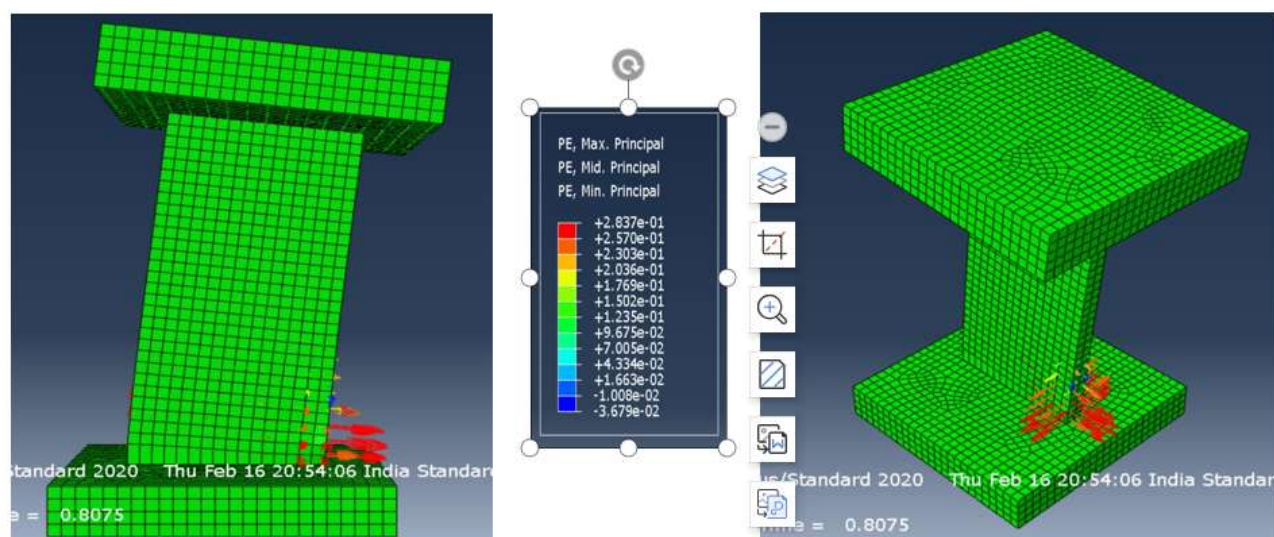 Standard 2020 Thu Feb 16 20:54:06 India Standar
e = 0.8075
PE, Max. Principal
PE, Mid. Principal
PE, Min. Principal
+2.837e-01
+2.570e-01
+2.303e-01
+2.036e-01
+1.769e-01
+1.502e-01
+1.235e-01
+9.675e-02
+7.005e-02
+4.334e-02
+1.663e-02
-1.008e-02
-3.679e-02
us/Standard 2020 Thu Feb 16 20:54:06 India Standar
= 0.8075